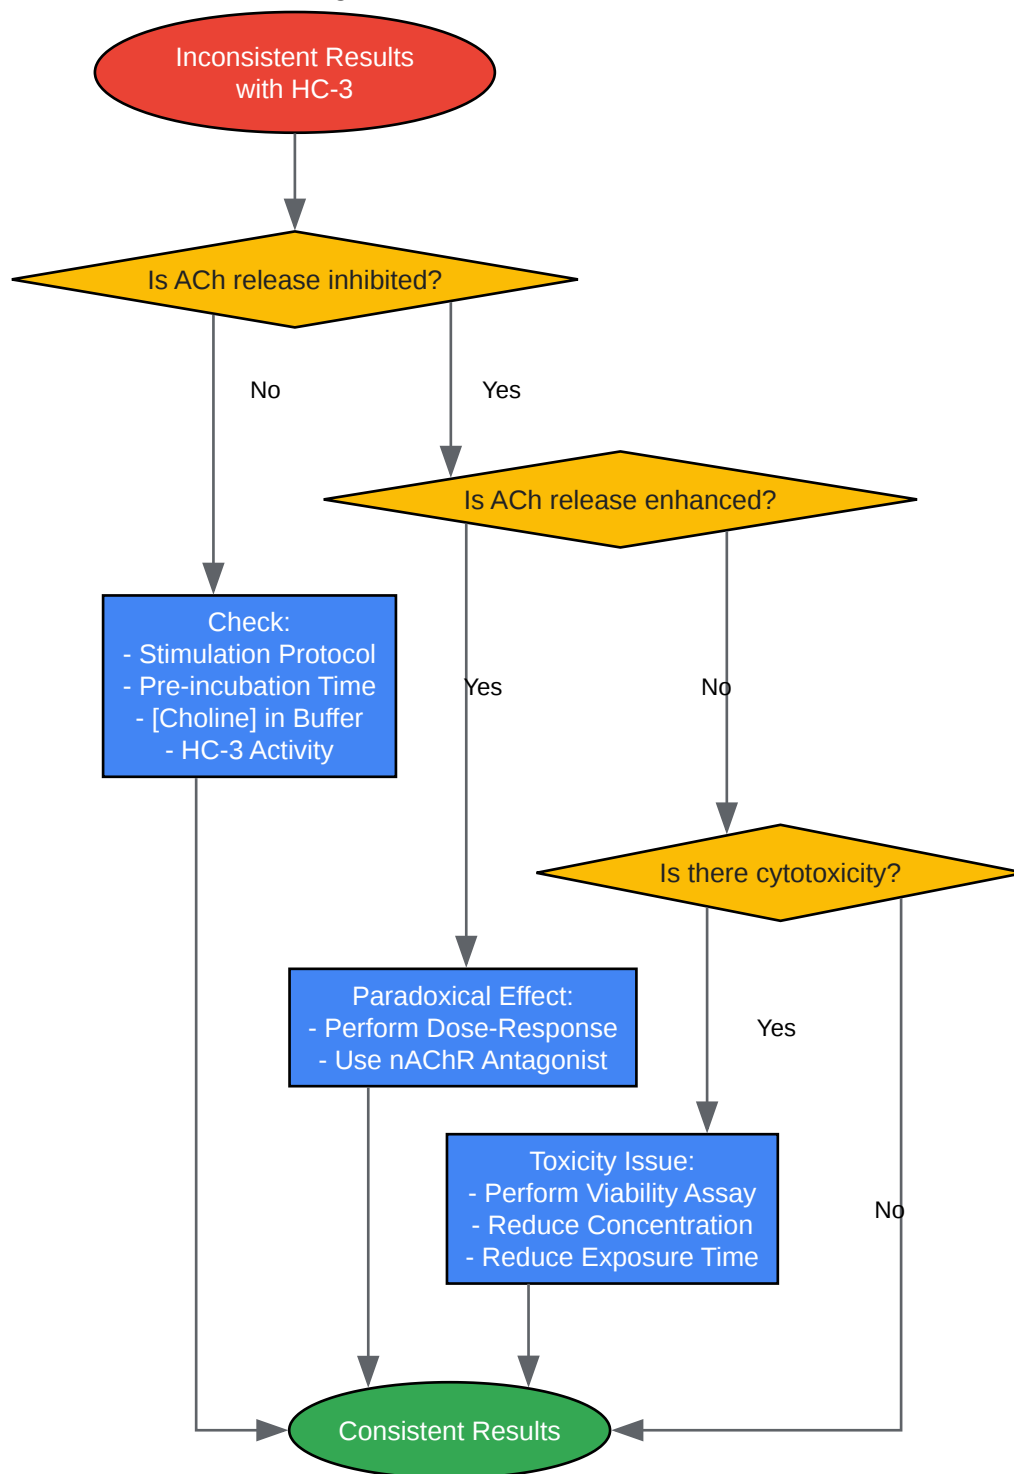 Inconsistent Results
with HC-3
Is ACh release inhibited?
No
Yes
Is ACh release enhanced?
Check:
- Stimulation Protocol
- Pre-incubation Time
- [Choline] in Buffer
- HC-3 Activity
Yes
No
Is there cytotoxicity?
Paradoxical Effect:
- Perform Dose-Response
- Use nAChR Antagonist
Yes
Toxicity Issue:
- Perform Viability Assay
- Reduce Concentration
- Reduce Exposure Time
No
Consistent Results